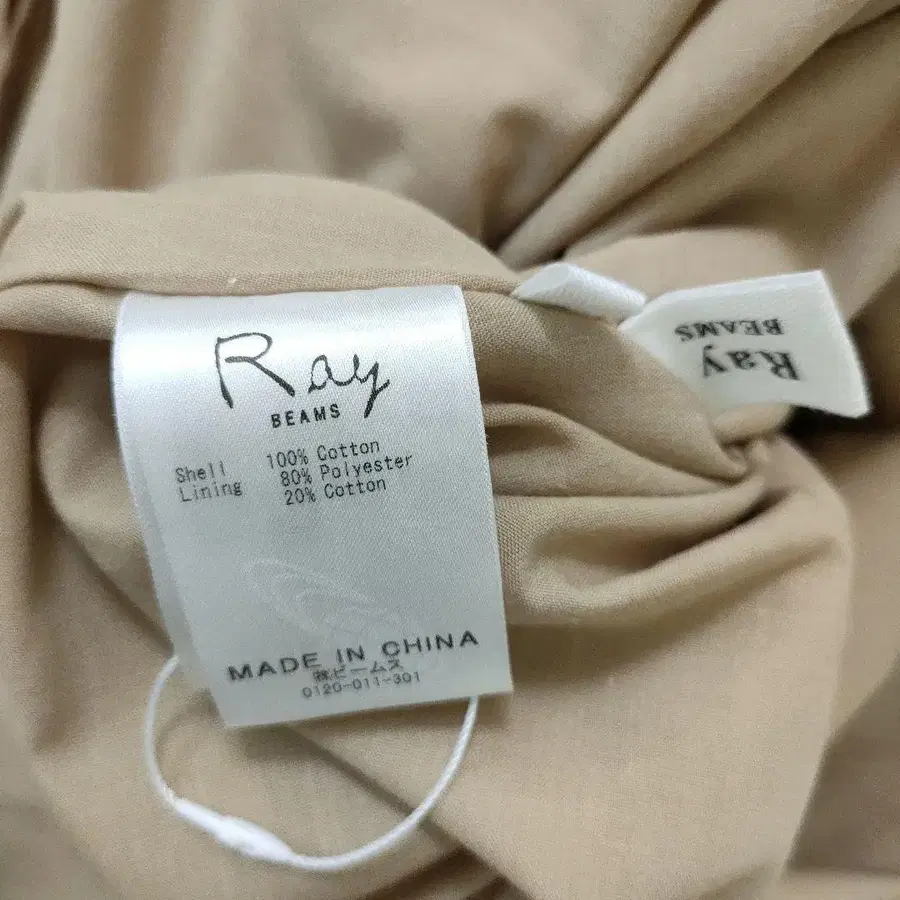 Ray
BEAMS
Shell 100% Cotton
Lining 80% Polyester
20% Cotton
MADE IN CHINA
㈱ビームス
0120-011-301
Ray
BEAMS